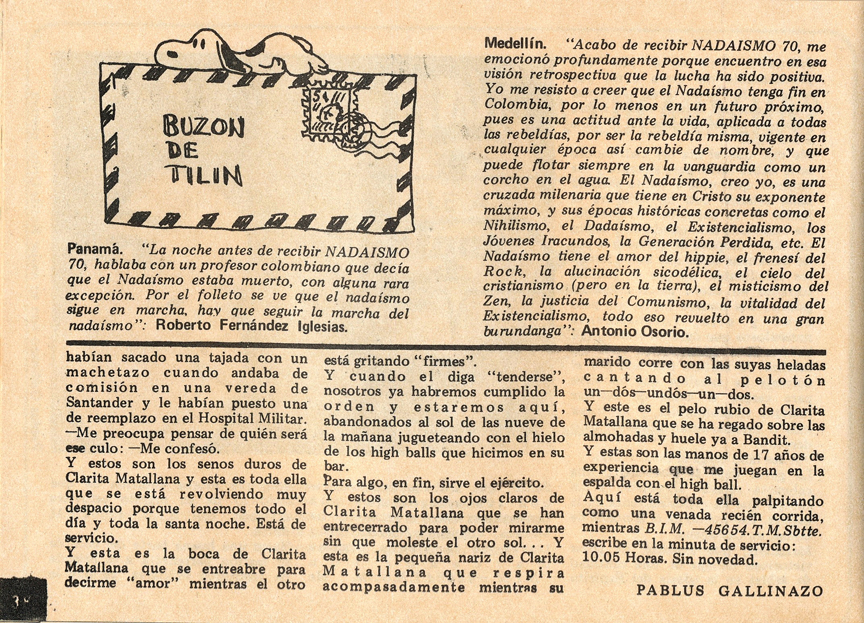 BUZON
DE
TILIN
Panamá. "La noche antes de recibir NADAISMO
70, hablaba con un profesor colombiano que decía
que el Nadaísmo estaba muerto, con alguna rara
excepción. Por el folleto se ve que el nadaísmo
sigue en marcha, hay que seguir la marcha del
nadaísmo": Roberto Fernández Iglesias.
Medellín. "Acabo de recibir NADAISMO 70, me
emocionó profundamente porque encuentro en esa
visión retrospectiva que la lucha ha sido positiva.
Yo me resisto a creer que el Nadaísmo tenga fin en
Colombia, por lo menos en un futuro próximo,
pues es una actitud ante la vida, aplicada a todas
las rebeldías, por ser la rebeldía misma, vigente en
cualquier época así cambie de nombre, y que
puede flotar siempre en la vanguardia como un
corcho en el agua. El Nadaísmo, creo yo, es una
cruzada milenaria que tiene en Cristo su exponente
máximo, y sus épocas históricas concretas como el
Nihilismo, el Dadaísmo, el Existencialismo, los
Jóvenes Iracundos, la Generación Perdida, etc. El
Nadaísmo tiene el amor del hippie, el frenesí del
Rock, la alucinación sicodélica, el cielo del
cristianismo (pero en la tierra), el misticismo del
Zen, la justicia del Comunismo, la vitalidad del
Existencialismo, todo eso revuelto en una gran
burundanga": Antonio Osorio.
habían sacado una tajada con un
machetazo cuando andaba de
comisión en una vereda de
Santander y le habían puesto una
de reemplazo en el Hospital Militar.
—Me preocupa pensar de quién será
ese culo: —Me confesó.
Y estos son los senos duros de
Clarita Matallana y esta es toda ella
que se está revolviendo muy
despacio porque tenemos todo el
día y toda la santa noche. Está de
servicio.
Y esta es la boca de Clarita
Matallana que se entreabre para
decirme "amor" mientras el otro
está gritando "firmes".
Y cuando el diga "tenderse",
nosotros ya habremos cumplido la
orden y estaremos aquí,
abandonados al sol de las nueve de
la mañana jugueteando con el hielo
de los high balls que hicimos en su
bar.
Para algo, en fin, sirve el ejército.
Y estos son los ojos claros de
Clarita Matallana que se han
entrecerrado para poder mirarme
sin que moleste el otro sol... Y
esta es la pequeña nariz de Clarita
Matallana que respira
acompasadamente mientras su
marido corre con las suyas heladas
cantando al pelotón
un—dós—undós—un—dos.
Y este es el pelo rubio de Clarita
Matallana que se ha regado sobre las
almohadas y huele ya a Bandit.
Y estas son las manos de 17 años de
experiencia que me juegan en la
espalda con el high ball.
Aquí está toda ella palpitando
como una venada recién corrida,
mientras B.I.M. —45654.T.M.Sbtte.
escribe en la minuta de servicio:
10.05 Horas. Sin novedad.
PABLUS GALLINAZO